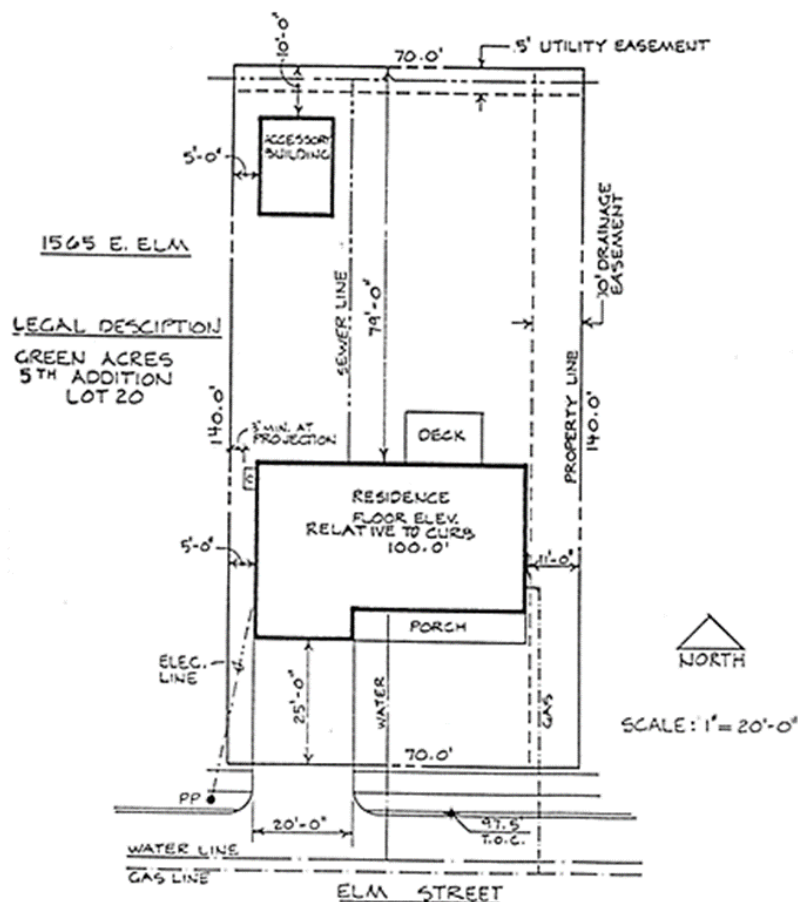 10'-0"
70.0'
5' UTILITY EASEMENT
ACCESSORY
BUILDING
5'-0"
1565 E. ELM
10' DRAINAGE
EASEMENT
SEWER LINE
79'-0"
LEGAL DESCIPTION
GREEN ACRES
5TH ADDITION
LOT 20
140.0'
3' MIN. AT
PROJECTION
DECK
PROPERTY LINE
140.0'
RESIDENCE
FLOOR ELEV.
RELATIVE TO CURB
100.0'
5'-0"
11'-0"
PORCH
NORTH
ELEC.
LINE
25'-0"
WATER
GAS
SCALE: 1" = 20'-0"
70.0'
PP
20'-0"
97.5'
T.O.C.
WATER LINE
GAS LINE
ELM STREET